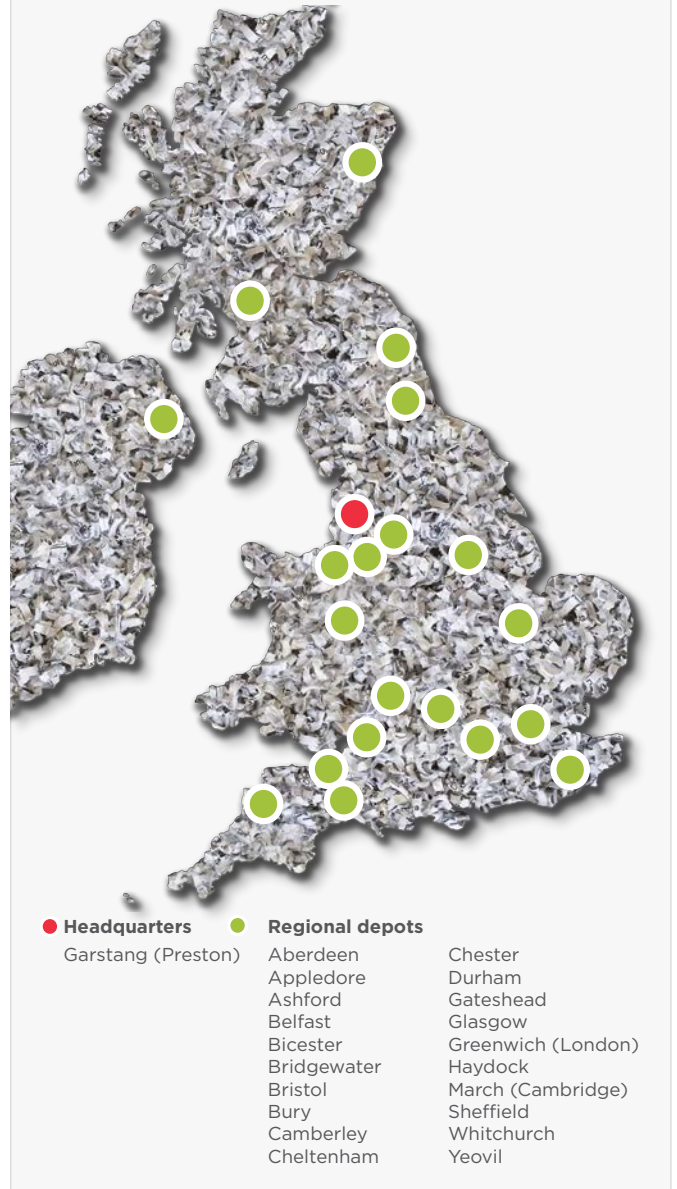 Headquarters
Garstang (Preston)
Regional depots
Aberdeen
Appledore
Ashford
Belfast
Bicester
Bridgewater
Bristol
Bury
Camberley
Cheltenham
Chester
Durham
Gateshead
Glasgow
Greenwich (London)
Haydock
March (Cambridge)
Sheffield
Whitchurch
Yeovil